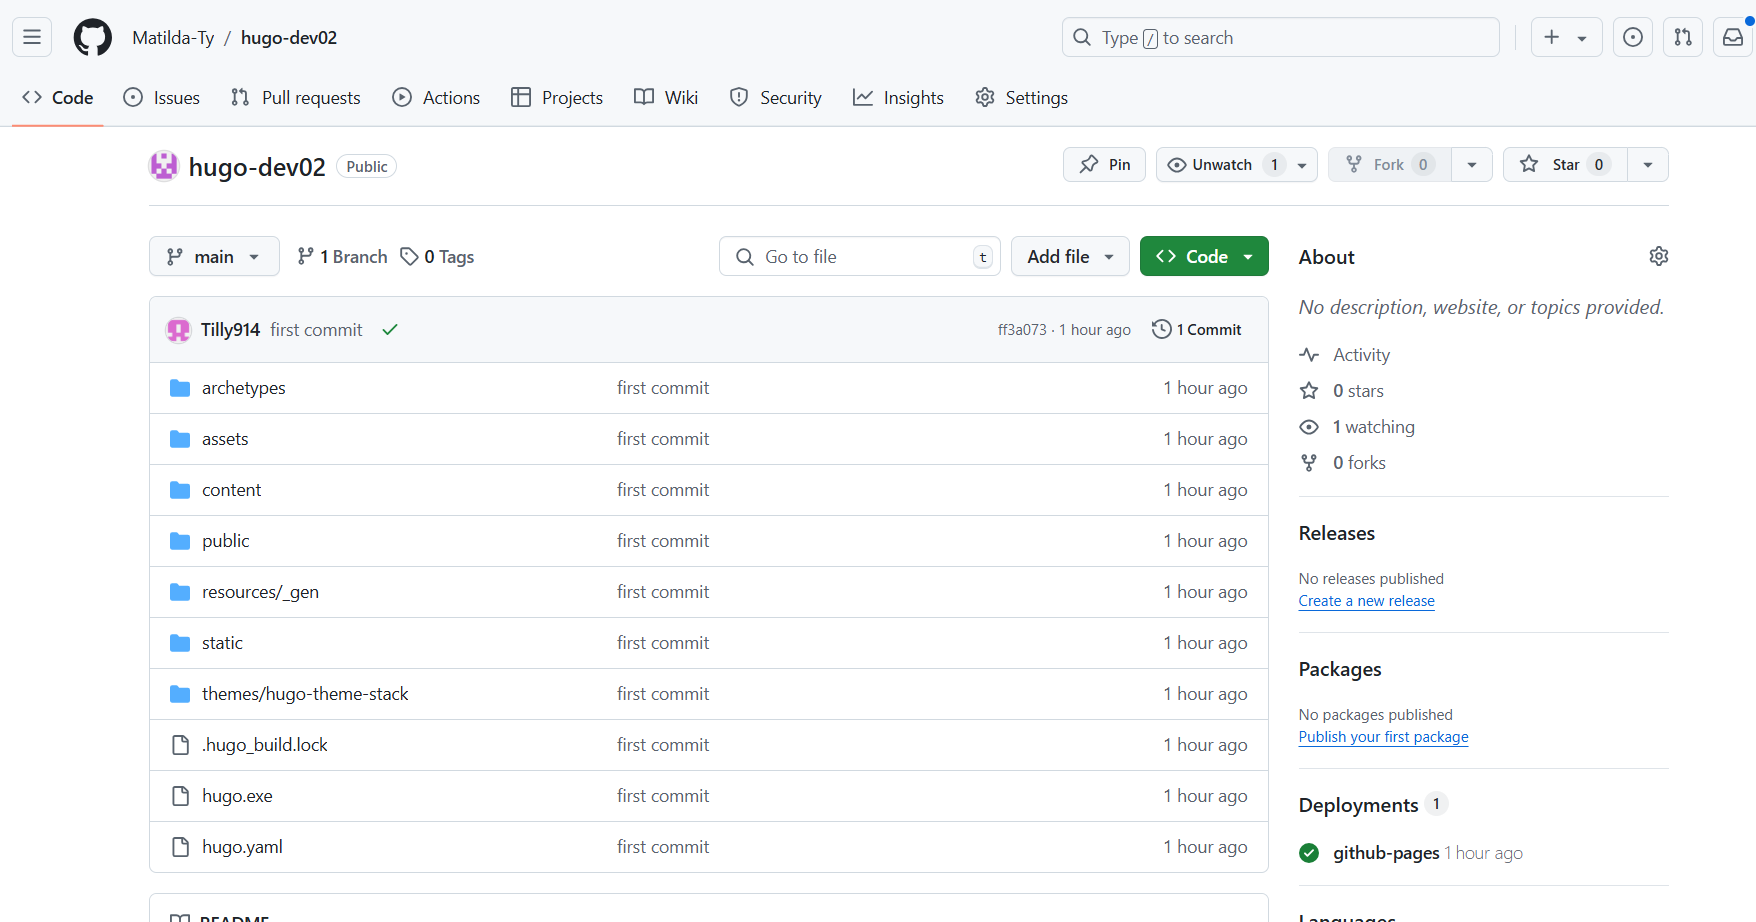 Matilda-Ty / hugo-dev02
Type / to search
Code Issues Pull requests Actions Projects Wiki Security Insights Settings
hugo-dev02 Public
Pin Unwatch 1 Fork 0 Star 0
main 1 Branch 0 Tags Go to file t Add file Code
Tilly914 first commit ff3a073 · 1 hour ago 1 Commit
archetypes first commit 1 hour ago
assets first commit 1 hour ago
content first commit 1 hour ago
public first commit 1 hour ago
resources/_gen first commit 1 hour ago
static first commit 1 hour ago
themes/hugo-theme-stack first commit 1 hour ago
.hugo_build.lock first commit 1 hour ago
hugo.exe first commit 1 hour ago
hugo.yaml first commit 1 hour ago
README
About
No description, website, or topics provided.
Activity
0 stars
1 watching
0 forks
Releases
No releases published
Create a new release
Packages
No packages published
Publish your first package
Deployments 1
github-pages 1 hour ago
Languages